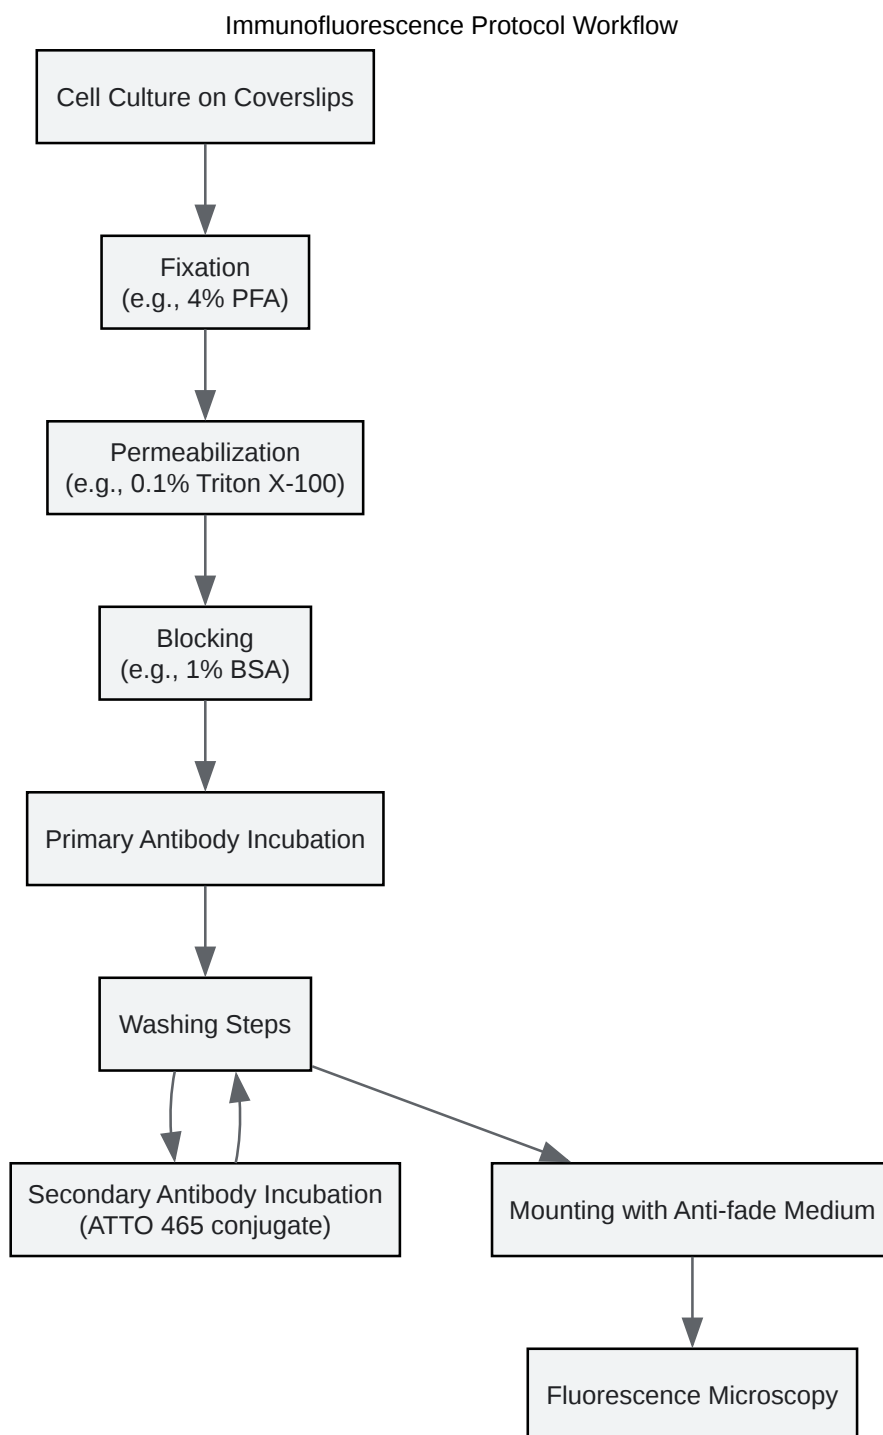 Immunofluorescence Protocol Workflow
Cell Culture on Coverslips
Fixation
(e.g., 4% PFA)
Permeabilization
(e.g., 0.1% Triton X-100)
Blocking
(e.g., 1% BSA)
Primary Antibody Incubation
Washing Steps
Secondary Antibody Incubation
(ATTO 465 conjugate)
Mounting with Anti-fade Medium
Fluorescence Microscopy